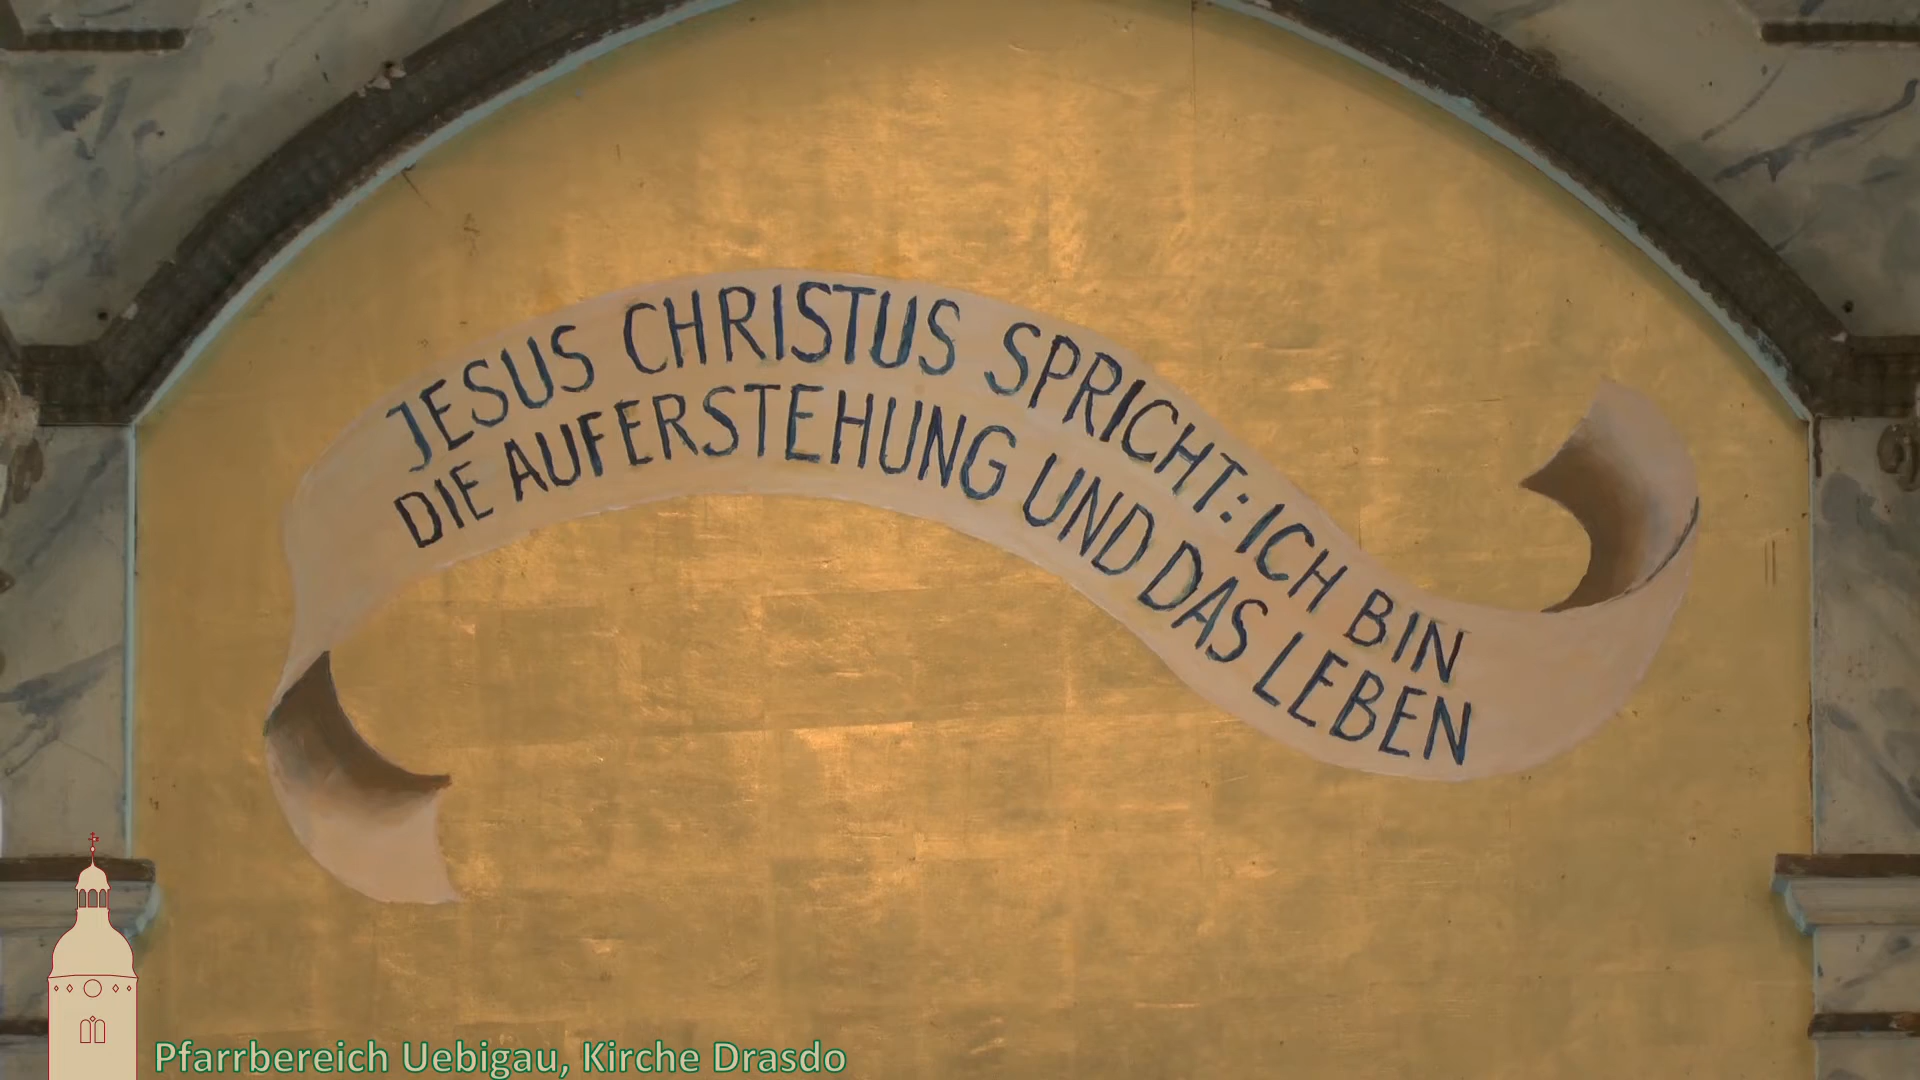 JESUS CHRISTUS SPRICHT: ICH BIN
DIE AUFERSTEHUNG UND DAS LEBEN
Pfarrbereich Uebigau, Kirche Drasdo